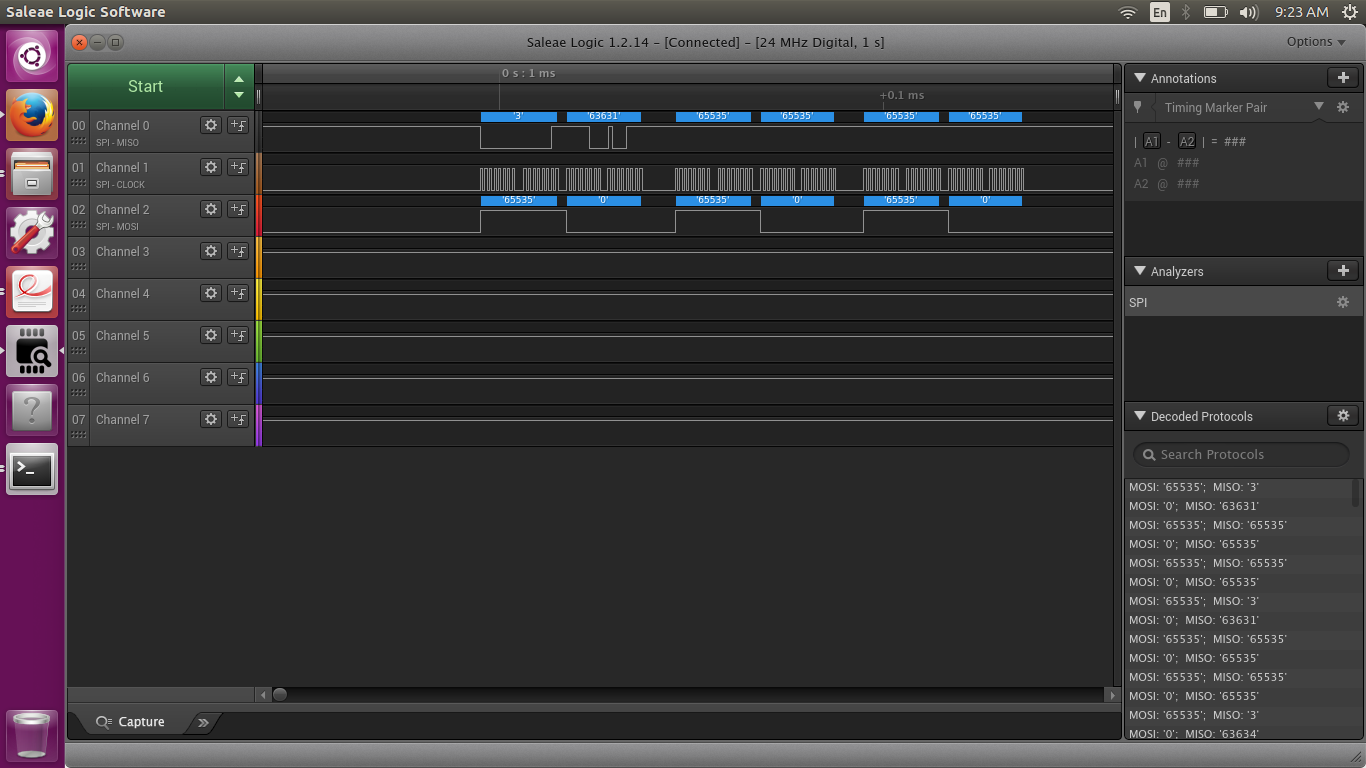 Saleae Logic Software
En
9:23 AM
Saleae Logic 1.2.14 – [Connected] – [24 MHz Digital, 1 s]
Options
Start
0 s : 1 ms
+0.1 ms
00 Channel 0
SPI - MISO
'3' '63631' '65535' '65535' '65535' '65535'
01 Channel 1
SPI - CLOCK
02 Channel 2
SPI - MOSI
'65535' '0' '65535' '0' '65535' '0'
03 Channel 3
04 Channel 4
05 Channel 5
06 Channel 6
07 Channel 7
Capture
Annotations
Timing Marker Pair
| A1 - A2 | = ###
A1 @ ###
A2 @ ###
Analyzers
SPI
Decoded Protocols
Search Protocols
MOSI: '65535'; MISO: '3'
MOSI: '0'; MISO: '63631'
MOSI: '65535'; MISO: '65535'
MOSI: '0'; MISO: '65535'
MOSI: '65535'; MISO: '65535'
MOSI: '0'; MISO: '65535'
MOSI: '65535'; MISO: '3'
MOSI: '0'; MISO: '63631'
MOSI: '65535'; MISO: '65535'
MOSI: '0'; MISO: '65535'
MOSI: '65535'; MISO: '65535'
MOSI: '0'; MISO: '65535'
MOSI: '65535'; MISO: '3'
MOSI: '0'; MISO: '63634'